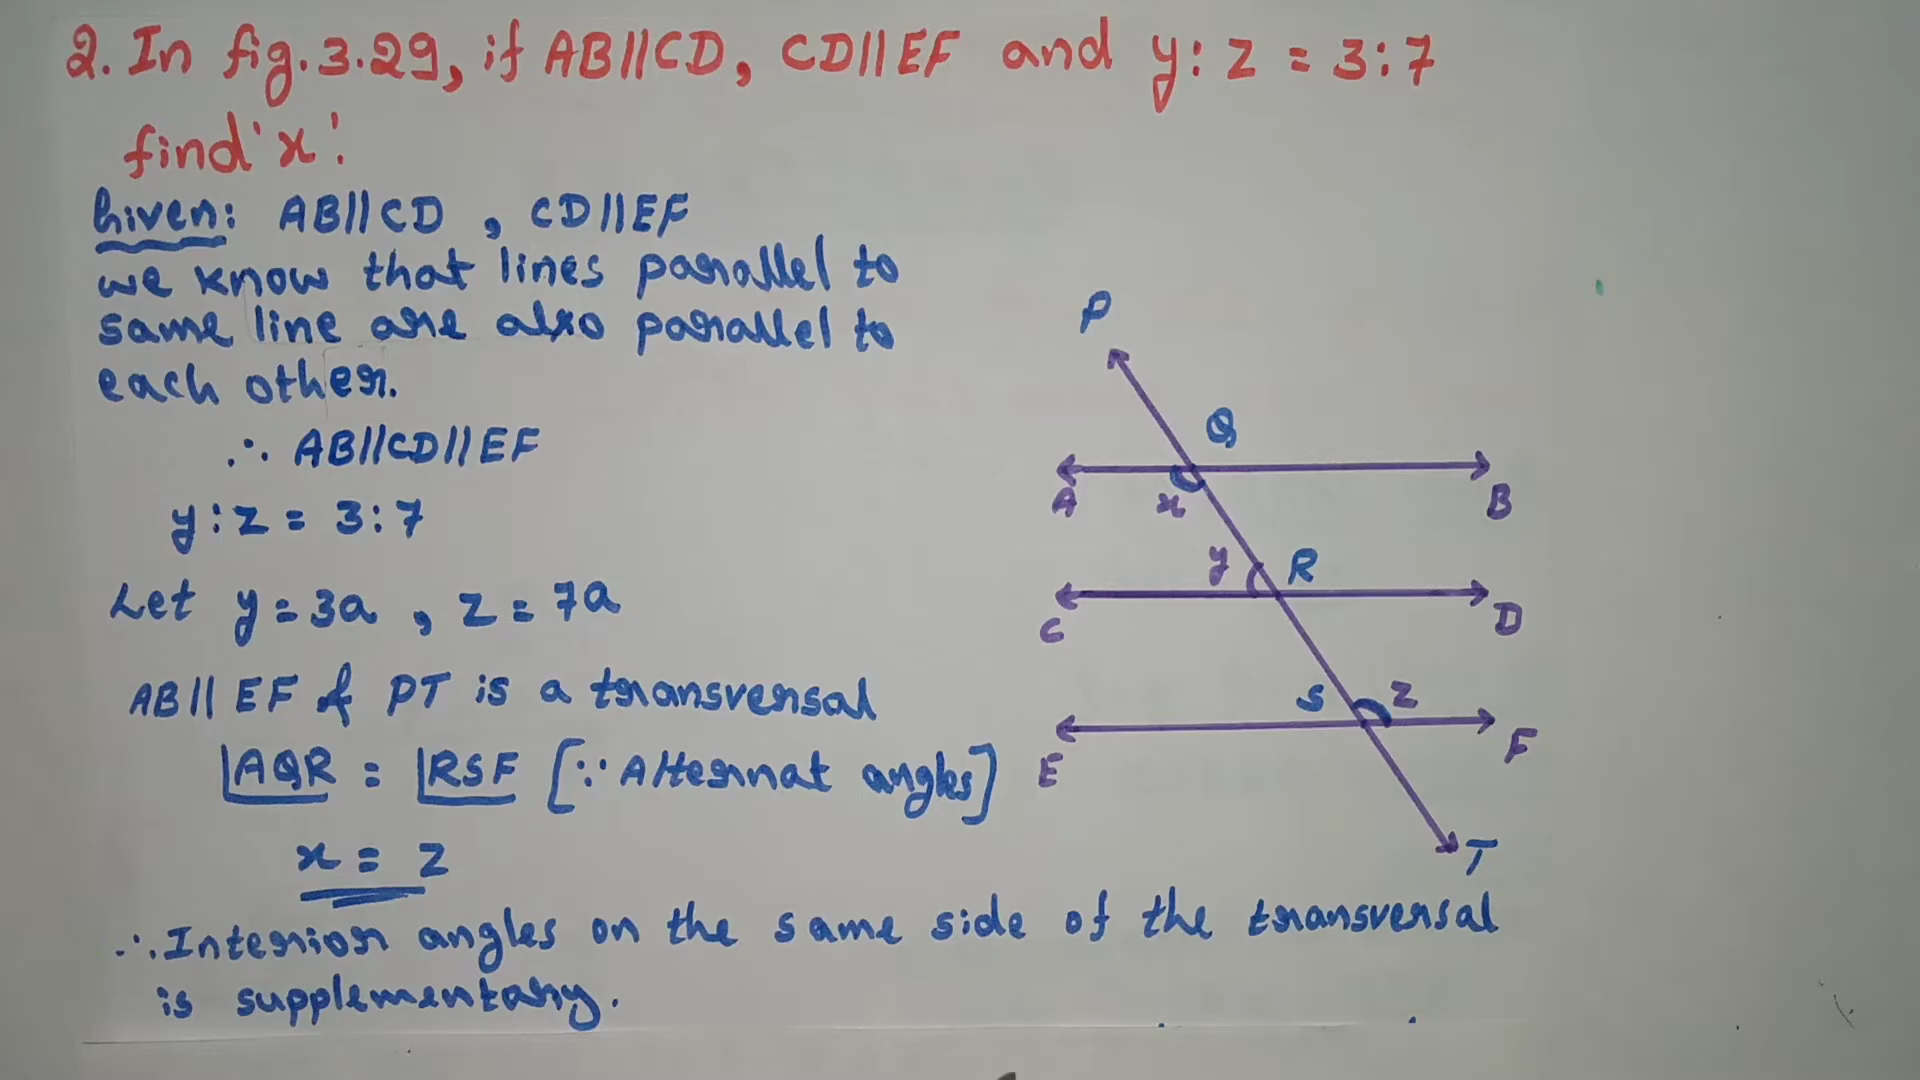 2. In fig.3.29, if AB||CD, CD||EF and y:z = 3:7
find 'x'.
Given: AB||CD , CD||EF
we know that lines parallel to
same line are also parallel to
each other.
∴ AB||CD||EF
y:z = 3:7
Let y=3a , z=7a
AB||EF & PT is a transversal
∠AQR = ∠RSF [∵ Alternat angles]
x = z
∴ Interior angles on the same side of the transversal
is supplementary.
P
Q
A
x
B
y
R
C
D
S
z
E
F
T